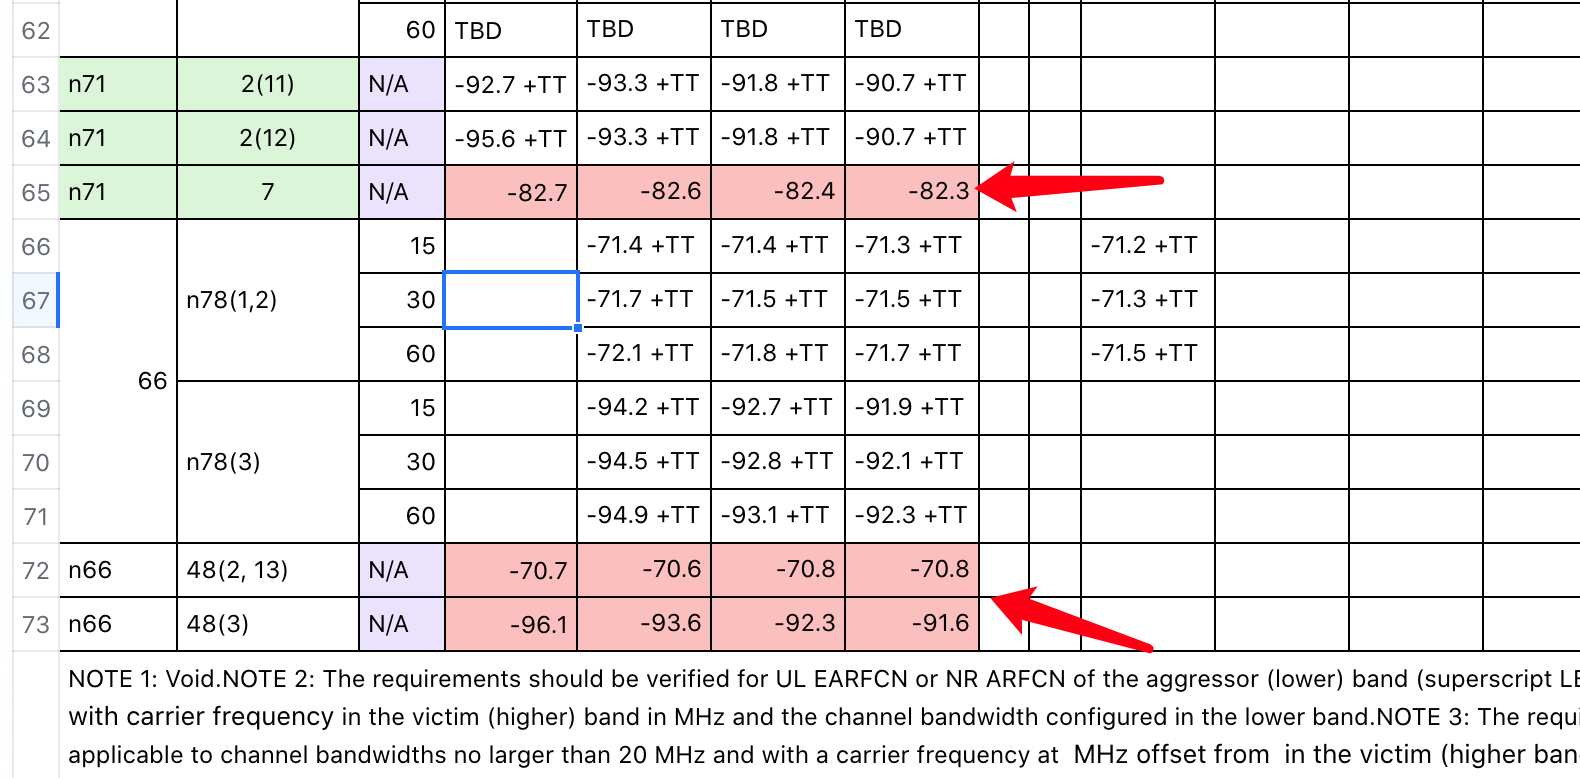 62 60 TBD TBD TBD TBD
63 n71 2(11) N/A -92.7 +TT -93.3 +TT -91.8 +TT -90.7 +TT
64 n71 2(12) N/A -95.6 +TT -93.3 +TT -91.8 +TT -90.7 +TT
65 n71 7 N/A -82.7 -82.6 -82.4 -82.3
66 15 -71.4 +TT -71.4 +TT -71.3 +TT -71.2 +TT
67 n78(1,2) 30 -71.7 +TT -71.5 +TT -71.5 +TT -71.3 +TT
68 60 -72.1 +TT -71.8 +TT -71.7 +TT -71.5 +TT
66
69 15 -94.2 +TT -92.7 +TT -91.9 +TT
70 n78(3) 30 -94.5 +TT -92.8 +TT -92.1 +TT
71 60 -94.9 +TT -93.1 +TT -92.3 +TT
72 n66 48(2, 13) N/A -70.7 -70.6 -70.8 -70.8
73 n66 48(3) N/A -96.1 -93.6 -92.3 -91.6
NOTE 1: Void.NOTE 2: The requirements should be verified for UL EARFCN or NR ARFCN of the aggressor (lower) band (superscript
with carrier frequency in the victim (higher) band in MHz and the channel bandwidth configured in the lower band.NOTE 3: The
applicable to channel bandwidths no larger than 20 MHz and with a carrier frequency at MHz offset from in the victim (higher